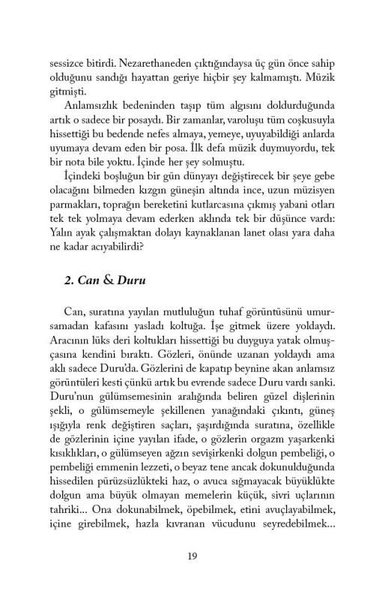 sessizce bitirdi. Nezarethaneden çıktığındaysa üç gün önce sahip
olduğunu sandığı hayattan geriye hiçbir şey kalmamıştı. Müzik
gitmişti.
Anlamsızlık bedeninden taşıp tüm algısını doldurduğunda
artık o sadece bir posaydı. Bir zamanlar, varoluşu tüm coşkusuyla
hissettiği bu bedende nefes almaya, yemeye, uyuyabildiği anlarda
uyumaya devam eden bir posa. İlk defa müzik duymuyordu, tek
bir nota bile yoktu. İçinde her şey solmuştu.
İçindeki boşluğun bir gün dünyayı değiştirecek bir şeye gebe
olacağını bilmeden kızgın güneşin altında ince, uzun müzisyen
parmakları, toprağın bereketini kutlarcasına çıkmış yabani otları
tek tek yolmaya devam ederken aklında tek bir düşünce vardı:
Yalın ayak çalışmaktan dolayı kaynaklanan lanet olası yara daha
ne kadar acıyabilirdi?
2. Can & Duru
Can, suratına yayılan mutluluğun tuhaf görüntüsünü umur-
samadan kafasını yasladı koltuğa. İşe gitmek üzere yoldaydı.
Aracının lüks deri koltukları hissettiği bu duyguya yatak olmuş-
çasına kendini bıraktı. Gözleri, önünde uzanan yoldaydı ama
aklı sadece Duru'da. Gözlerini de kapatıp beynine akan anlamsız
görüntüleri kesti çünkü artık bu evrende sadece Duru vardı sanki.
Duru'nun gülümsemesinin aralığında beliren güzel dişlerinin
şekli, o gülümsemeyle şekillenen yanağındaki çıkıntı, güneş
ışığıyla renk değiştiren saçları, şaşırdığında suratına, özellikle
de gözlerinin içine yayılan ifade, o gözlerin orgazm yaşarkenki
kısıklıkları, o gülümseyen ağzın sevişirkenki dolgun pembeliği, o
pembeliği emmenin lezzeti, o beyaz tene ancak dokunulduğunda
hissedilen pürüzsüzlükteki haz, o avuca sığmayacak büyüklükte
dolgun ama büyük olmayan memelerin küçük, sivri uçlarının
tahriki... Ona dokunabilmek, öpebilmek, etini avuçlayabilmek,
içine girebilmek, hazla kıvranan vücudunu seyredebilmek...
19